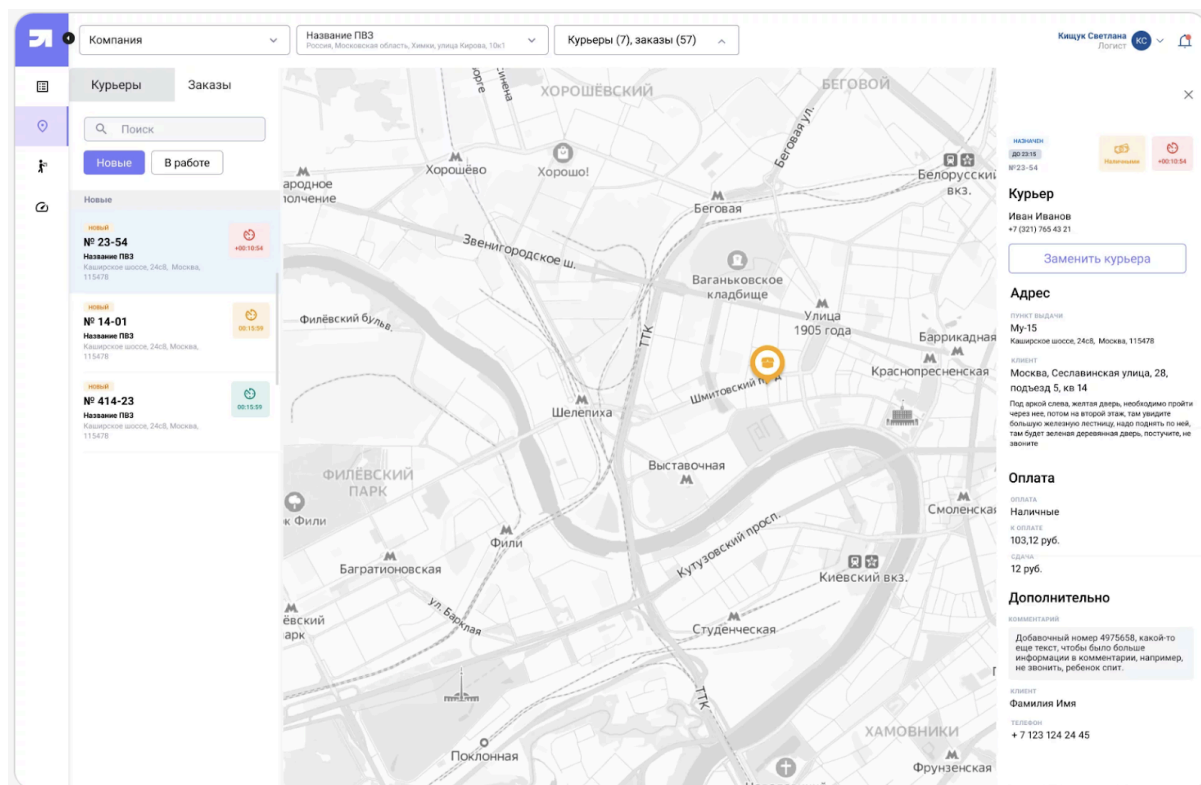 Компания
Название ПВЗ
Россия, Московская область, Химки, улица Кирова, 10к1
Курьеры (7), заказы (57)
Кищук Светлана
Логист
КС
Курьеры
Заказы
Поиск
Новые
В работе
Новые
НОВЫЙ
№ 23-54
Название ПВЗ
Каширское шоссе, 24с8, Москва,
115478
+00:10:54
НОВЫЙ
№ 14-01
Название ПВЗ
Каширское шоссе, 24с8, Москва,
115478
00:15:59
НОВЫЙ
№ 414-23
Название ПВЗ
Каширское шоссе, 24с8, Москва,
115478
00:15:59
ХОРОШЁВСКИЙ
БЕГОВОЙ
Беговая ул.
Хорошёво
Хорошо!
Белорусский
вкз.
ародное
полчение
Беговая
Звенигородское ш.
Ваганьковское
кладбище
Филёвский бульв.
ТТК
Улица
1905 года
Баррикадная
Краснопресненская
Шмитовский
Шелепиха
Выставочная
ФИЛЁВСКИЙ
ПАРК
Смоленская
к Фили
Фили
Кутузовский просп.
Багратионовская
Киевский вкз.
ёвский
арк
ул. Барклая
Студенческая
ТТК
ХАМОВНИКИ
Поклонная
Фрунзенская
НАЗНАЧЕН
ДО 23:15
№23-54
Наличными
+00:10:54
Курьер
Иван Иванов
+7 (321) 765 43 21
Заменить курьера
Адрес
ПУНКТ ВЫДАЧИ
Му-15
Каширское шоссе, 24с8, Москва, 115478
КЛИЕНТ
Москва, Сеславинская улица, 28,
подъезд 5, кв 14
Под аркой слева, желтая дверь, необходимо пройти
через нее, потом на второй этаж, там увидите
большую железную лестницу, надо поднять по ней,
там будет зеленая деревянная дверь, постучите, не
звоните
Оплата
ОПЛАТА
Наличные
К ОПЛАТЕ
103,12 руб.
СДАЧА
12 руб.
Дополнительно
КОММЕНТАРИЙ
Добавочный номер 4975658, какой-то
еще текст, чтобы было больше
информации в комментарии, например,
не звонить, ребенок спит.
КЛИЕНТ
Фамилия Имя
ТЕЛЕФОН
+ 7 123 124 24 45